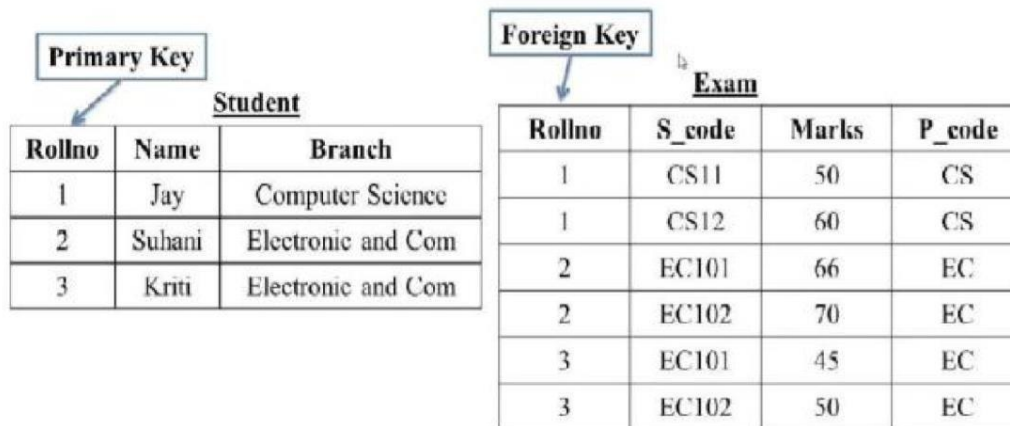 Primary Key
Student
Rollno Name Branch
1 Jay Computer Science
2 Suhani Electronic and Com
3 Kriti Electronic and Com
Foreign Key
Exam
Rollno S_code Marks P_code
1 CS11 50 CS
1 CS12 60 CS
2 EC101 66 EC
2 EC102 70 EC
3 EC101 45 EC
3 EC102 50 EC